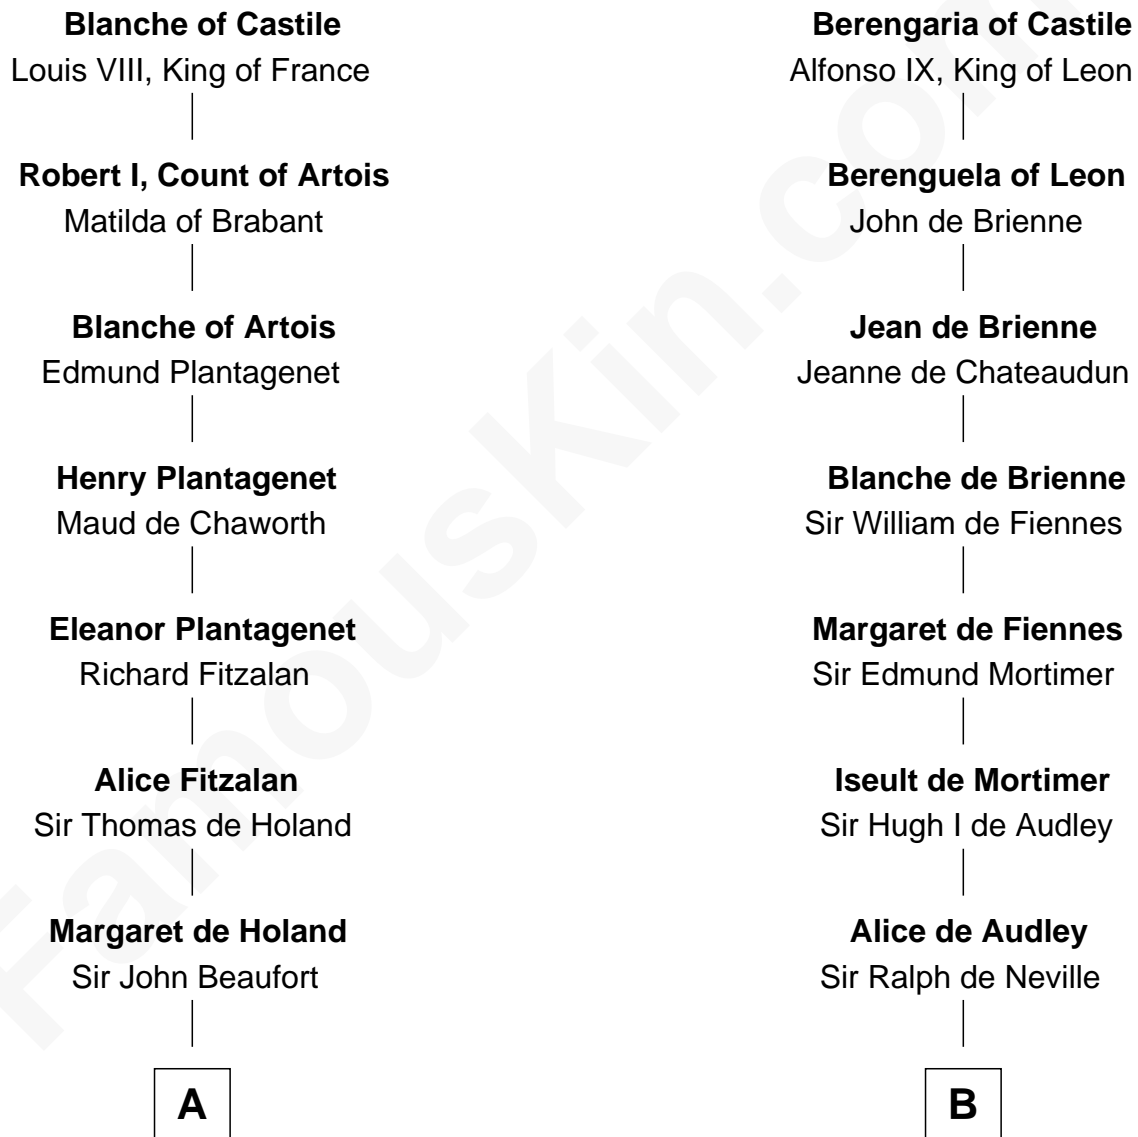 Blanche of Castile
Louis VIII, King of France
Robert I, Count of Artois
Matilda of Brabant
Blanche of Artois
Edmund Plantagenet
Henry Plantagenet
Maud de Chaworth
Eleanor Plantagenet
Richard Fitzalan
Alice Fitzalan
Sir Thomas de Holand
Margaret de Holand
Sir John Beaufort
A
Berengaria of Castile
Alfonso IX, King of Leon
Berenguela of Leon
John de Brienne
Jean de Brienne
Jeanne de Chateaudun
Blanche de Brienne
Sir William de Fiennes
Margaret de Fiennes
Sir Edmund Mortimer
Iseult de Mortimer
Sir Hugh I de Audley
Alice de Audley
Sir Ralph de Neville
B
FamousKin.com